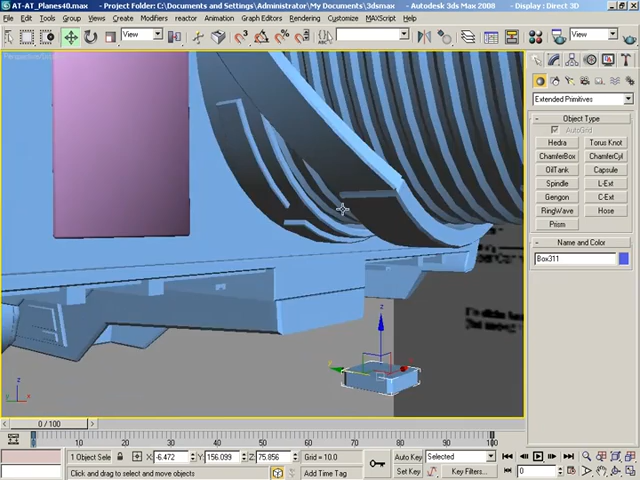 AT-AT_Planes40.max - Project Folder: C:\Documents and Settings\Administrator\My Documents\3dsmax - Autodesk 3ds Max 2008 - Display : Direct 3D
File Edit Tools Group Views Create Modifiers reactor Animation Graph Editors Rendering Customize MAXScript Help
View View
Perspective
Extended Primitives
- Object Type
AutoGrid
Hedra Torus Knot
ChamferBox ChamferCyl
OilTank Capsule
Spindle L-Ext
Gengon C-Ext
RingWave Hose
Prism
- Name and Color
Box311
z
y
x
z
x
y
0 / 100
0 10 20 30 40 50 60 70 80 90 100
1 Object Sele X: -6.472 Y: 156.099 Z: 75.856 Grid = 10.0 Auto Key Selected
Click and drag to select and move objects Add Time Tag Set Key Key Filters... 0